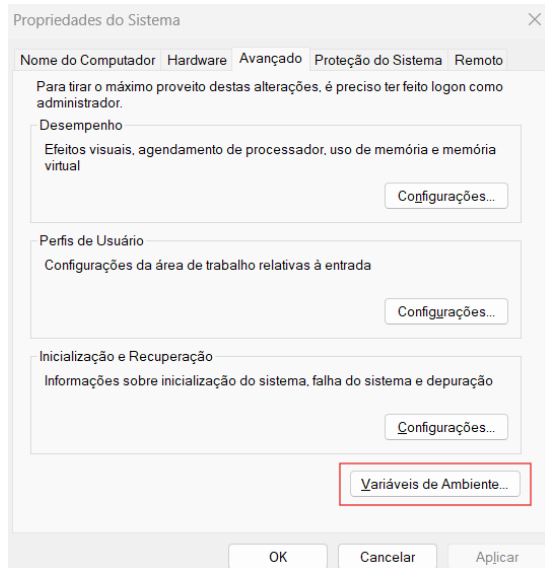 Propriedades do Sistema
Nome do Computador Hardware Avançado Proteção do Sistema Remoto
Para tirar o máximo proveito destas alterações, é preciso ter feito logon como
administrador.
Desempenho
Efeitos visuais, agendamento de processador, uso de memória e memória
virtual
Configurações...
Perfis de Usuário
Configurações da área de trabalho relativas à entrada
Configurações...
Inicialização e Recuperação
Informações sobre inicialização do sistema, falha do sistema e depuração
Configurações...
Variáveis de Ambiente...
OK Cancelar Aplicar